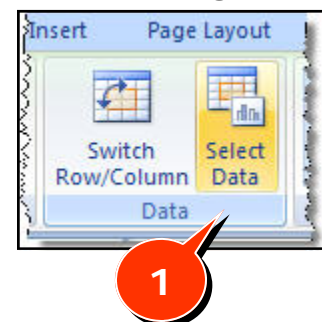 Insert Page Layout
Switch Select
Row/Column Data
Data
1